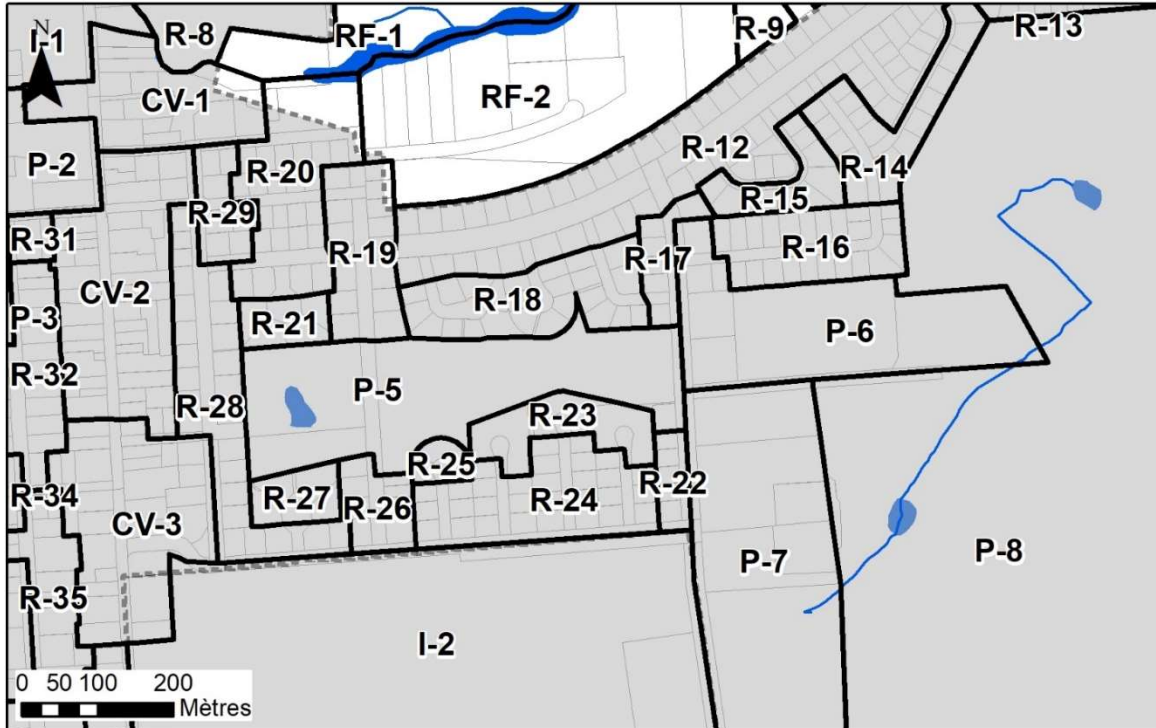 N
I-1
R-8
RF-1
R-9
R-13
CV-1
RF-2
P-2
R-20
R-12
R-14
R-29
R-15
R-31
R-19
R-17
R-16
CV-2
R-18
P-3
R-21
P-6
R-32
P-5
R-28
R-23
R-25
R-34
R-27
R-26
R-24
R-22
CV-3
P-7
P-8
R-35
I-2
0 50 100 200
Mètres